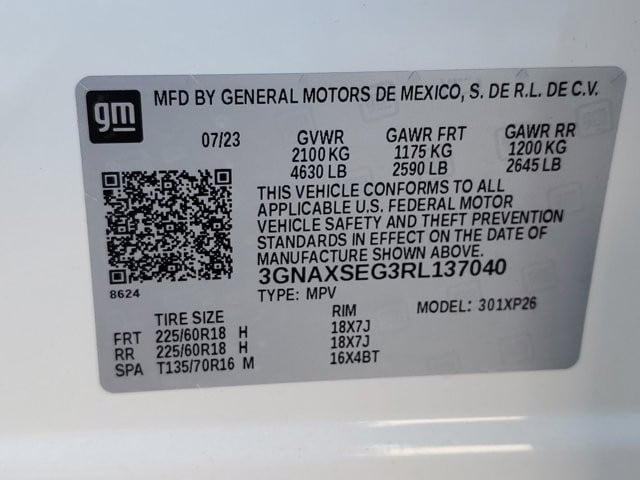 gm
MFD BY GENERAL MOTORS DE MEXICO, S. DE R.L. DE C.V.
07/23 GVWR GAWR FRT GAWR RR
2100 KG 1175 KG 1200 KG
4630 LB 2590 LB 2645 LB
THIS VEHICLE CONFORMS TO ALL
APPLICABLE U.S. FEDERAL MOTOR
VEHICLE SAFETY AND THEFT PREVENTION
STANDARDS IN EFFECT ON THE DATE OF
MANUFACTURE SHOWN ABOVE.
3GNAXSEG3RL137040
8624
TYPE: MPV MODEL: 301XP26
TIRE SIZE RIM
FRT 225/60R18 H 18X7J
RR 225/60R18 H 18X7J
SPA T135/70R16 M 16X4BT